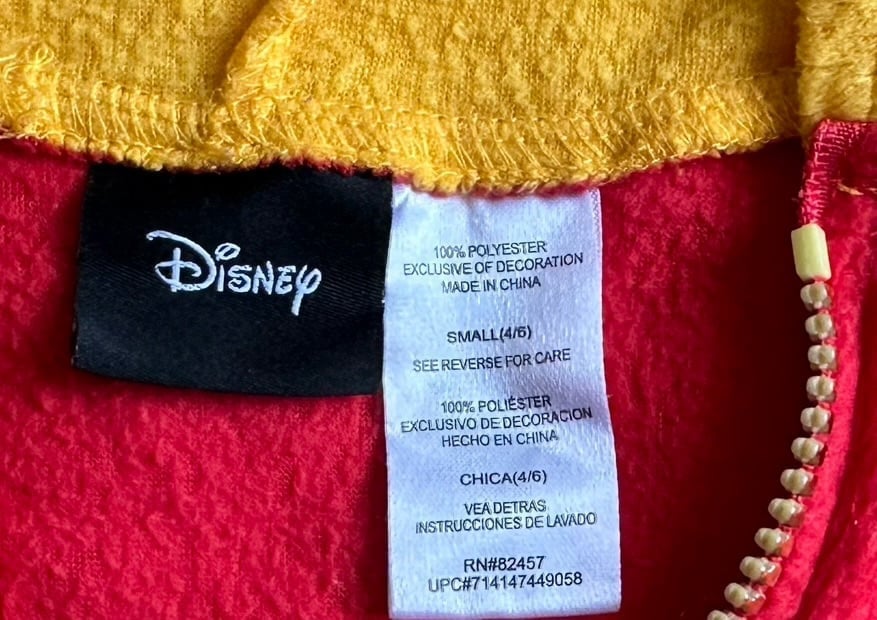 Disney
100% POLYESTER
EXCLUSIVE OF DECORATION
MADE IN CHINA
SMALL(4/6)
SEE REVERSE FOR CARE
100% POLIÉSTER
EXCLUSIVO DE DECORACION
HECHO EN CHINA
CHICA(4/6)
VEA DETRAS
INSTRUCCIONES DE LAVADO
RN#82457
UPC#714147449058